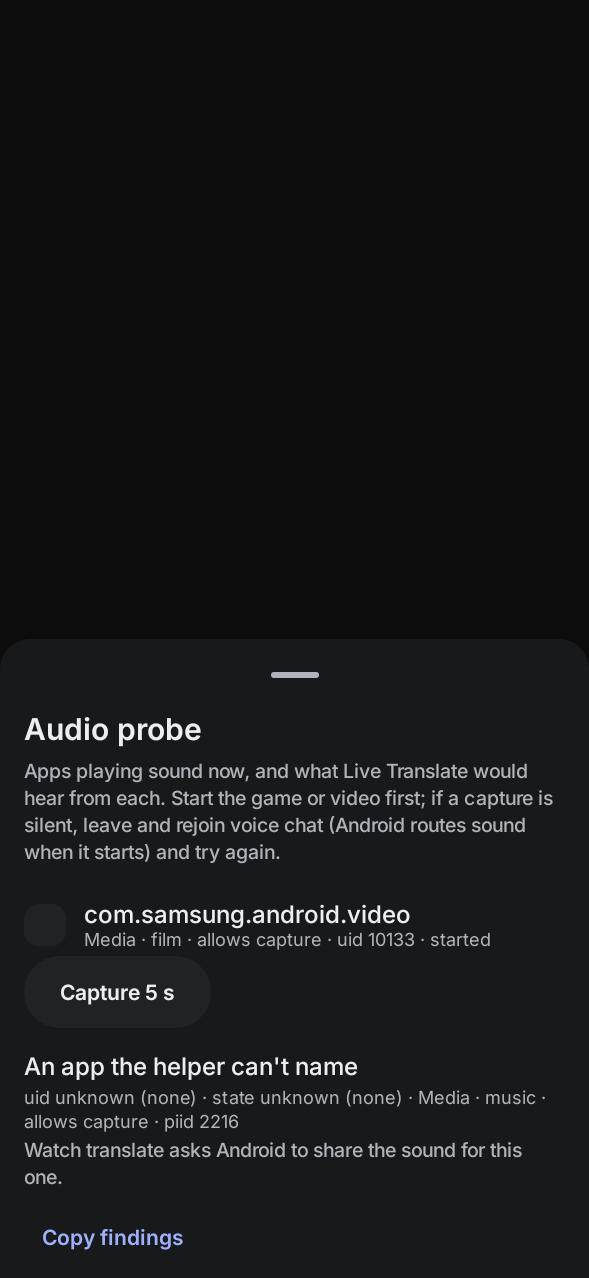 Audio probe
Apps playing sound now, and what Live Translate would
hear from each. Start the game or video first; if a capture is
silent, leave and rejoin voice chat (Android routes sound
when it starts) and try again.
com.samsung.android.video
Media · film · allows capture · uid 10133 · started
Capture 5 s
An app the helper can't name
uid unknown (none) · state unknown (none) · Media · music ·
allows capture · piid 2216
Watch translate asks Android to share the sound for this
one.
Copy findings